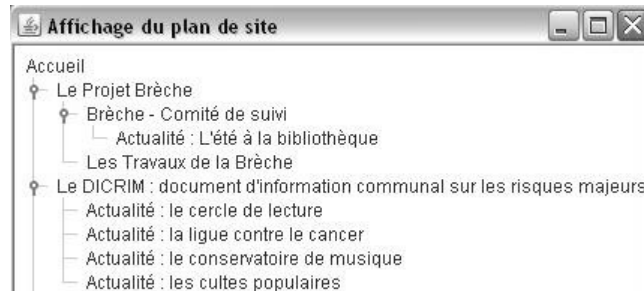 Affichage du plan de site
Accueil
Le Projet Brèche
Brèche - Comité de suivi
Actualité : L'été à la bibliothèque
Les Travaux de la Brèche
Le DICRIM : document d'information communal sur les risques majeurs
Actualité : le cercle de lecture
Actualité : la ligue contre le cancer
Actualité : le conservatoire de musique
Actualité : les cultes populaires